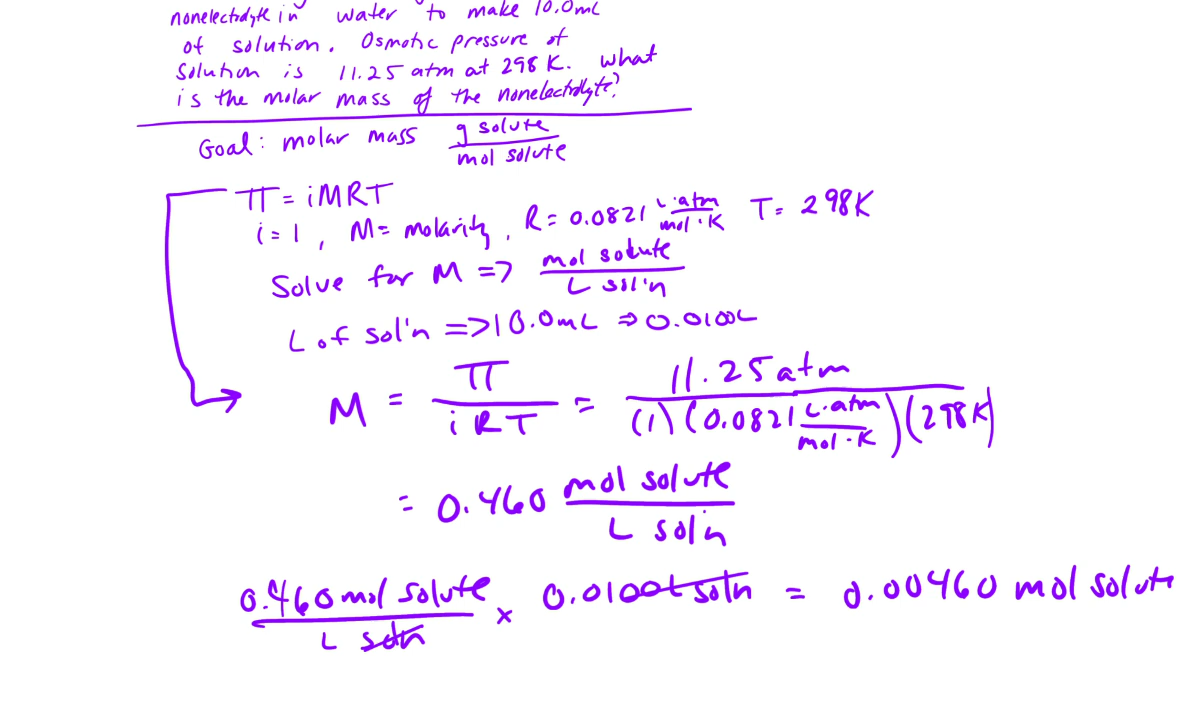 nonelectrolyte in water to make 10.0mL
of solution. Osmotic pressure of
solution is 11.25 atm at 298 K. what
is the molar mass of the nonelectrolyte?
Goal: molar mass g solute / mol solute
π = iMRT
i = 1, M = molarity, R = 0.0821 L·atm / mol·K T = 298K
Solve for M => mol solute / L sol'n
L of sol'n => 10.0mL => 0.0100L
M = π / iRT = 11.25 atm / (1)(0.0821 L·atm / mol·K)(298K)
= 0.460 mol solute / L sol'n
0.460 mol solute / L soln x 0.0100L soln = 0.00460 mol solute